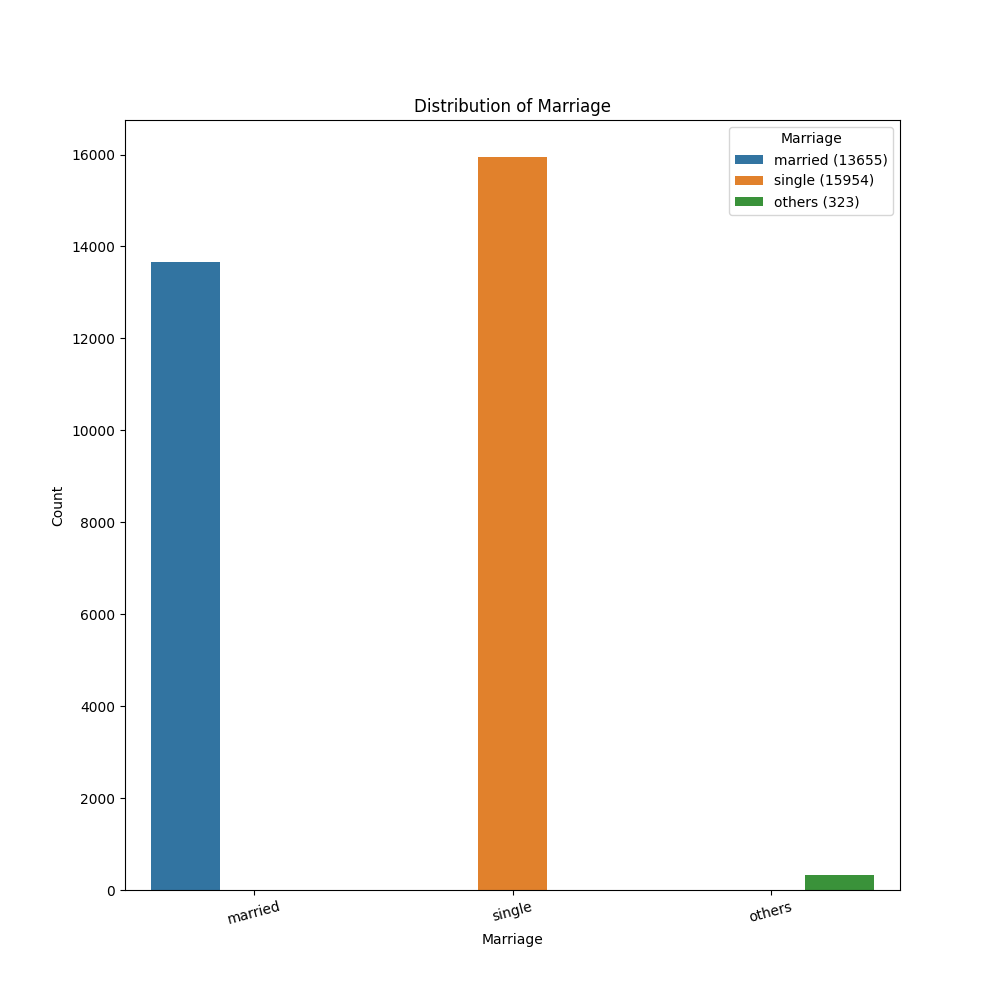 Distribution of Marriage
Marriage
married (13655)
single (15954)
others (323)
16000
14000
12000
10000
8000
6000
4000
2000
0
Count
married
single
others
Marriage